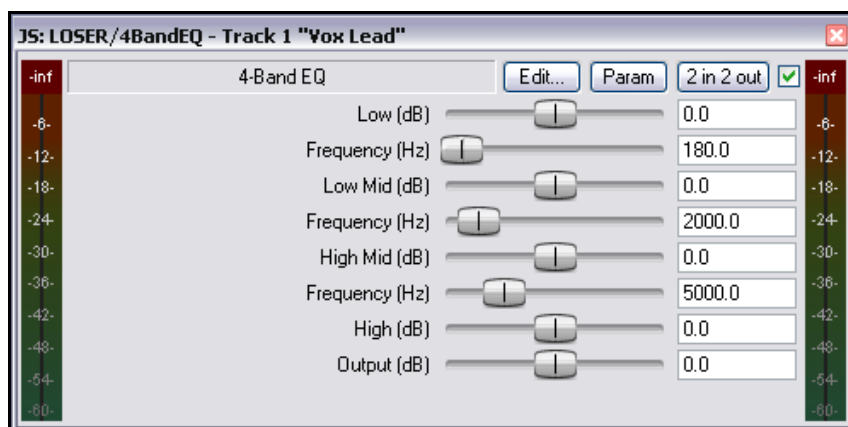 JS: LOSER/4BandEQ - Track 1 "Vox Lead"
-inf 4-Band EQ Edit... Param 2 in 2 out -inf
Low (dB) 0.0
-6- -6-
Frequency (Hz) 180.0
-12- -12-
Low Mid (dB) 0.0
-18- -18-
Frequency (Hz) 2000.0
-24- -24-
High Mid (dB) 0.0
-30- -30-
Frequency (Hz) 5000.0
-36- -36-
-42- -42-
High (dB) 0.0
-48- -48-
Output (dB) 0.0
-54- -54-
-60- -60-